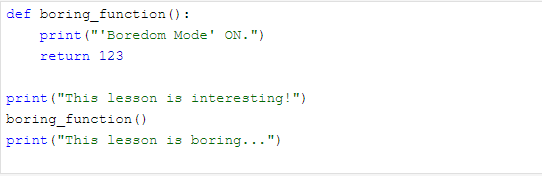 def boring_function():
    print("'Boredom Mode' ON.")
    return 123

print("This lesson is interesting!")
boring_function()
print("This lesson is boring...")